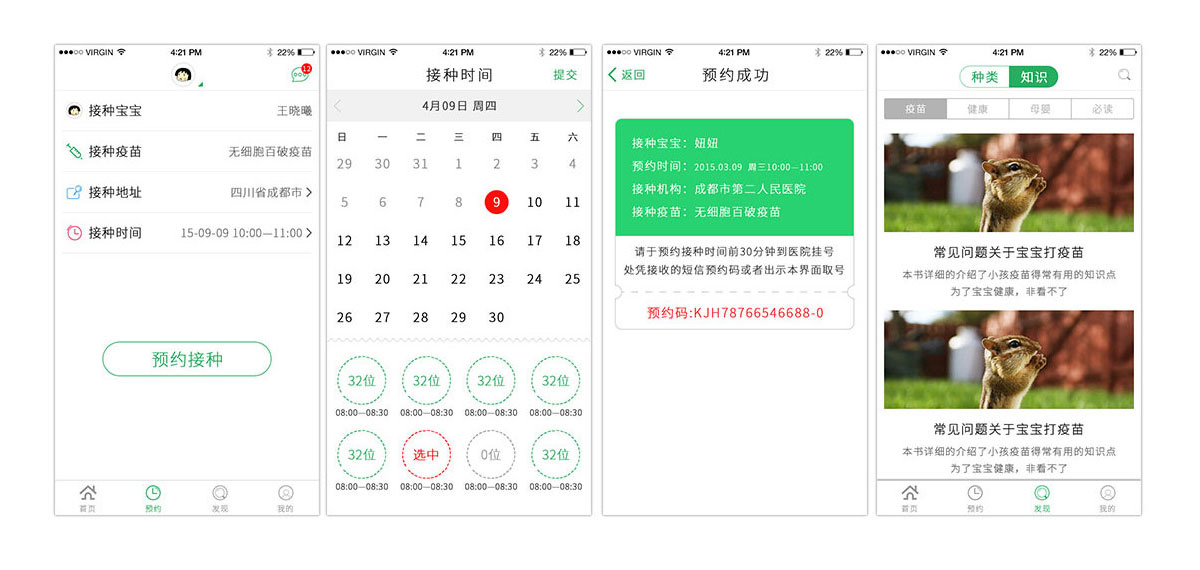 ●●●○○ VIRGIN 4:21 PM 22%
12
接种宝宝 王晓曦
接种疫苗 无细胞百破疫苗
接种地址 四川省成都市
接种时间 15-09-09 10:00—11:00
预约接种
首页 预约 发现 我的
●●●○○ VIRGIN 4:21 PM 22%
接种时间 提交
4月09日 周四
日 一 二 三 四 五 六
29 30 31 1 2 3 4
5 6 7 8 9 10 11
12 13 14 15 16 17 18
19 20 21 22 23 24 25
26 27 28 29 30
32位 32位 32位 32位
08:00—08:30 08:00—08:30 08:00—08:30 08:00—08:30
32位 选中 0位 32位
08:00—08:30 08:00—08:30 08:00—08:30 08:00—08:30
●●●○○ VIRGIN 4:21 PM 22%
返回 预约成功
接种宝宝：妞妞
预约时间：2015.03.09 周三10:00—11:00
接种机构：成都市第二人民医院
接种疫苗：无细胞百破疫苗
请于预约接种时间前30分钟到医院挂号
处凭接收的短信预约码或者出示本界面取号
预约码:KJH78766546688-0
●●●○○ VIRGIN 4:21 PM 22%
种类 知识
疫苗 健康 母婴 必读
常见问题关于宝宝打疫苗
本书详细的介绍了小孩疫苗得常有用的知识点
为了宝宝健康，非看不了
常见问题关于宝宝打疫苗
本书详细的介绍了小孩疫苗得常有用的知识点
为了宝宝健康，非看不了
首页 预约 发现 我的